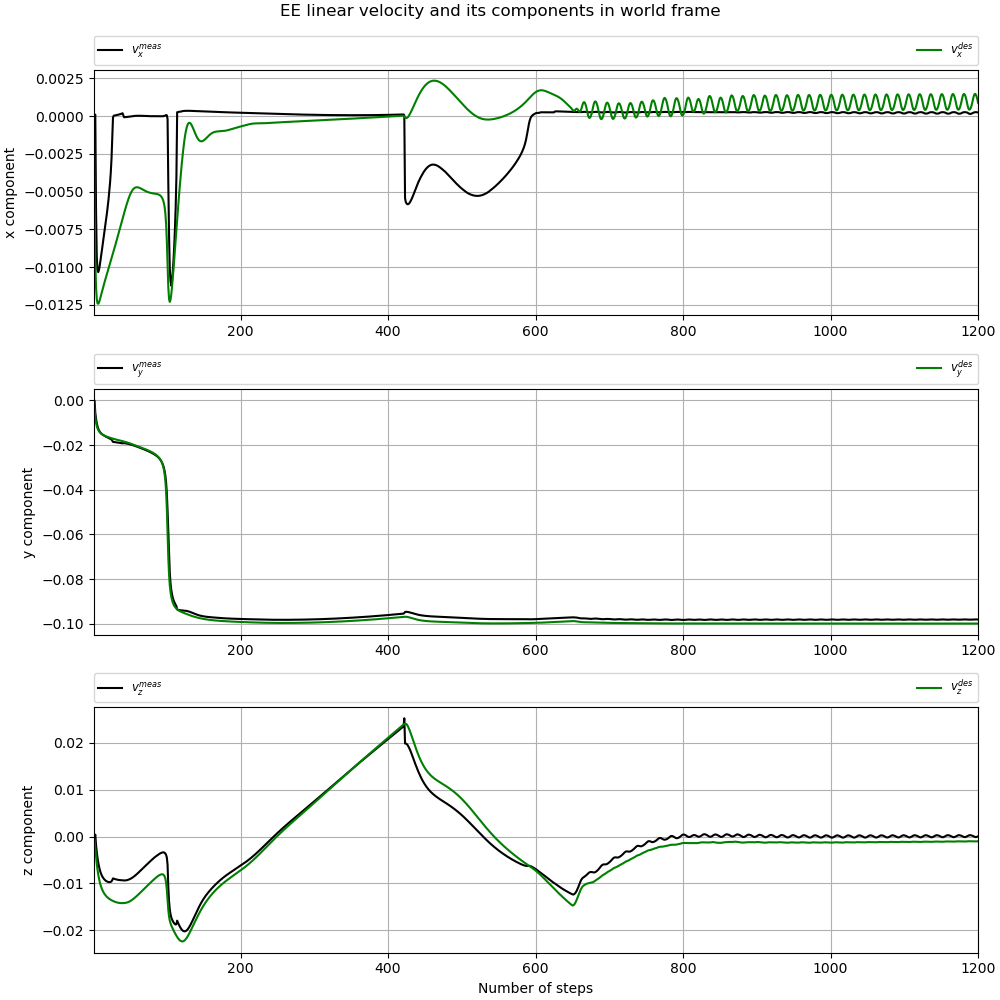 EE linear velocity and its components in world frame
v_x^meas v_x^des
0.0025
0.0000
−0.0025
−0.0050
−0.0075
−0.0100
−0.0125
x component
200 400 600 800 1000 1200
v_y^meas v_y^des
0.00
−0.02
−0.04
−0.06
−0.08
−0.10
y component
200 400 600 800 1000 1200
v_z^meas v_z^des
0.02
0.01
0.00
−0.01
−0.02
z component
200 400 600 800 1000 1200
Number of steps